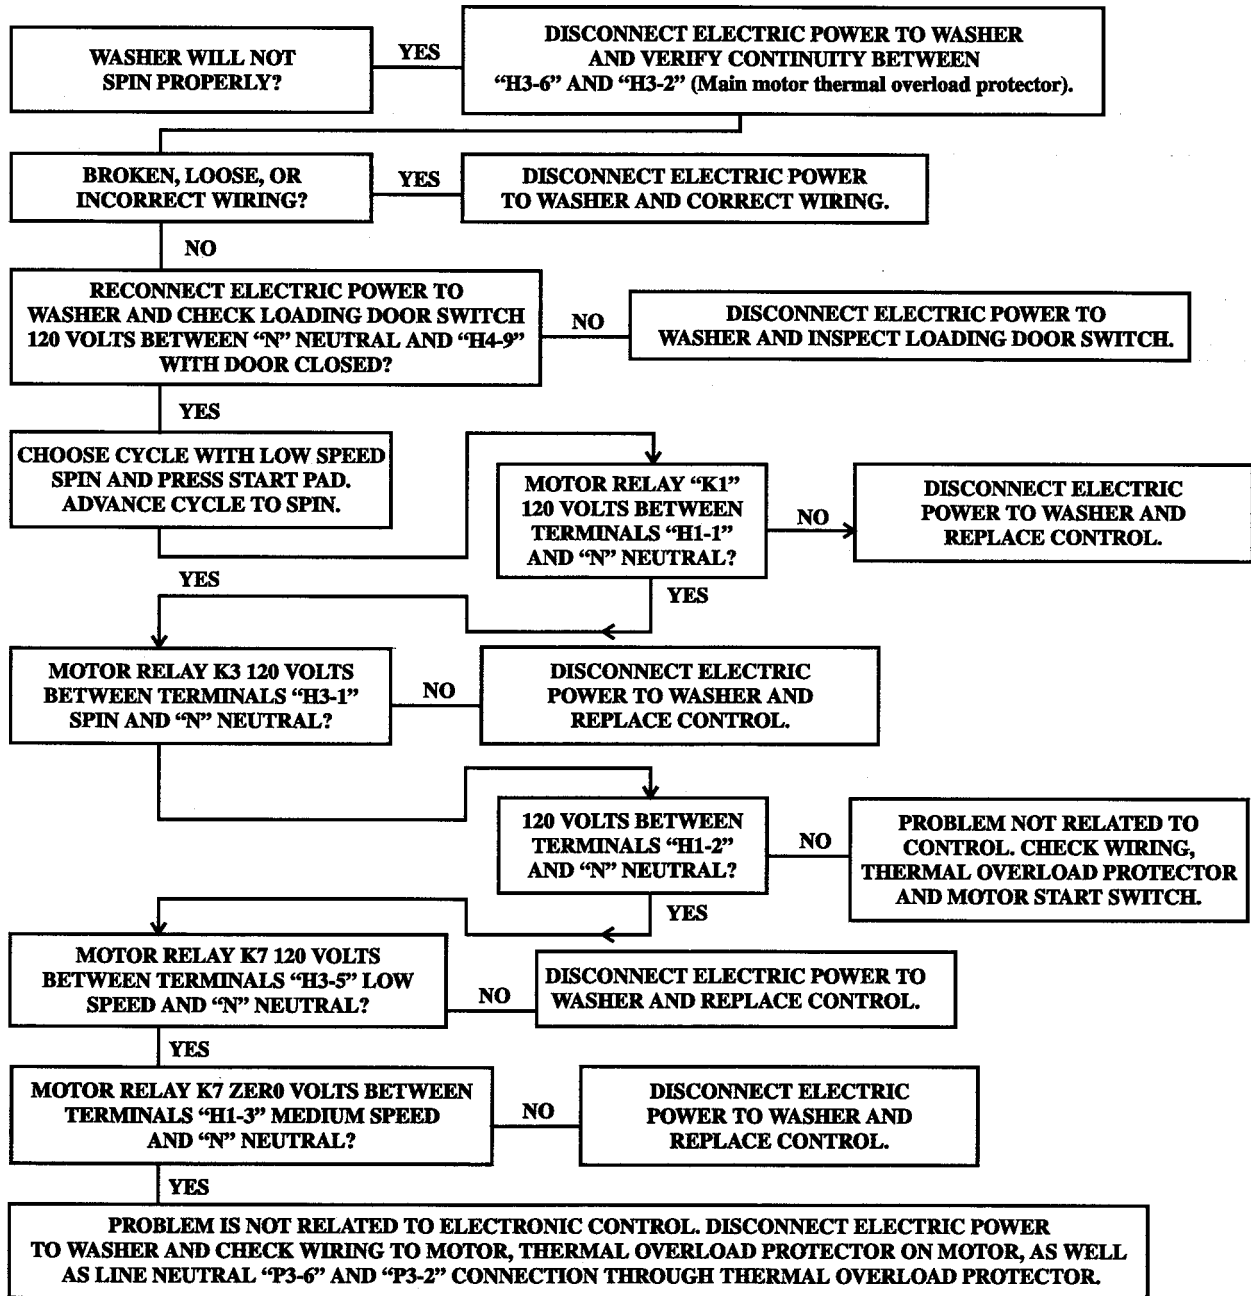 WASHER WILL NOT
SPIN PROPERLY?
YES
DISCONNECT ELECTRIC POWER TO WASHER
AND VERIFY CONTINUITY BETWEEN
“H3-6” AND “H3-2” (Main motor thermal overload protector).
BROKEN, LOOSE, OR
INCORRECT WIRING?
YES
DISCONNECT ELECTRIC POWER
TO WASHER AND CORRECT WIRING.
NO
RECONNECT ELECTRIC POWER TO
WASHER AND CHECK LOADING DOOR SWITCH
120 VOLTS BETWEEN “N” NEUTRAL AND “H4-9”
WITH DOOR CLOSED?
NO
DISCONNECT ELECTRIC POWER TO
WASHER AND INSPECT LOADING DOOR SWITCH.
YES
CHOOSE CYCLE WITH LOW SPEED
SPIN AND PRESS START PAD.
ADVANCE CYCLE TO SPIN.
MOTOR RELAY “K1”
120 VOLTS BETWEEN
TERMINALS “H1-1”
AND “N” NEUTRAL?
NO
DISCONNECT ELECTRIC
POWER TO WASHER AND
REPLACE CONTROL.
YES
YES
MOTOR RELAY K3 120 VOLTS
BETWEEN TERMINALS “H3-1”
SPIN AND “N” NEUTRAL?
NO
DISCONNECT ELECTRIC
POWER TO WASHER AND
REPLACE CONTROL.
120 VOLTS BETWEEN
TERMINALS “H1-2”
AND “N” NEUTRAL?
NO
PROBLEM NOT RELATED TO
CONTROL. CHECK WIRING,
THERMAL OVERLOAD PROTECTOR
AND MOTOR START SWITCH.
YES
MOTOR RELAY K7 120 VOLTS
BETWEEN TERMINALS “H3-5” LOW
SPEED AND “N” NEUTRAL?
NO
DISCONNECT ELECTRIC POWER TO
WASHER AND REPLACE CONTROL.
YES
MOTOR RELAY K7 ZER0 VOLTS BETWEEN
TERMINALS “H1-3” MEDIUM SPEED
AND “N” NEUTRAL?
NO
DISCONNECT ELECTRIC
POWER TO WASHER AND
REPLACE CONTROL.
YES
PROBLEM IS NOT RELATED TO ELECTRONIC CONTROL. DISCONNECT ELECTRIC POWER
TO WASHER AND CHECK WIRING TO MOTOR, THERMAL OVERLOAD PROTECTOR ON MOTOR, AS WELL
AS LINE NEUTRAL “P3-6” AND “P3-2” CONNECTION THROUGH THERMAL OVERLOAD PROTECTOR.